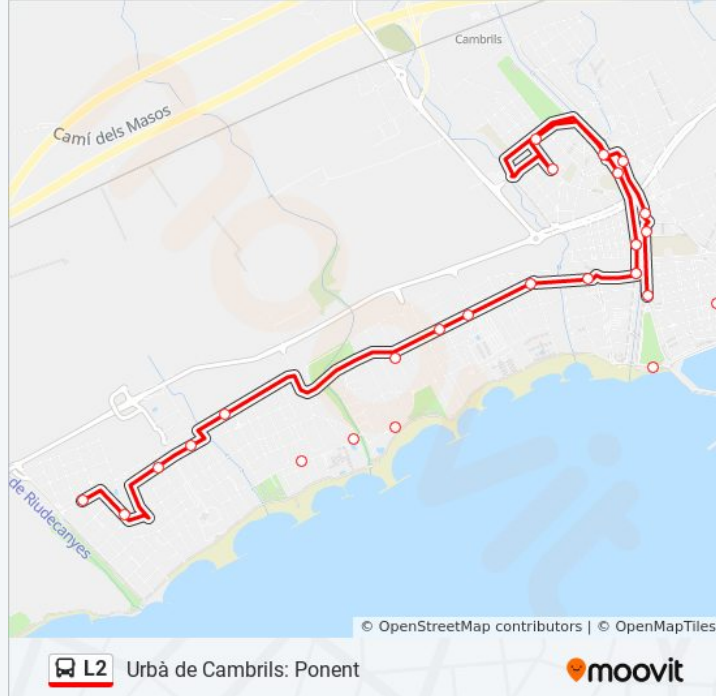 Cambrils
Camí dels Masos
de Riudecanyes
© OpenStreetMap contributors | © OpenMapTiles
L2 Urbà de Cambrils: Ponent
moovit